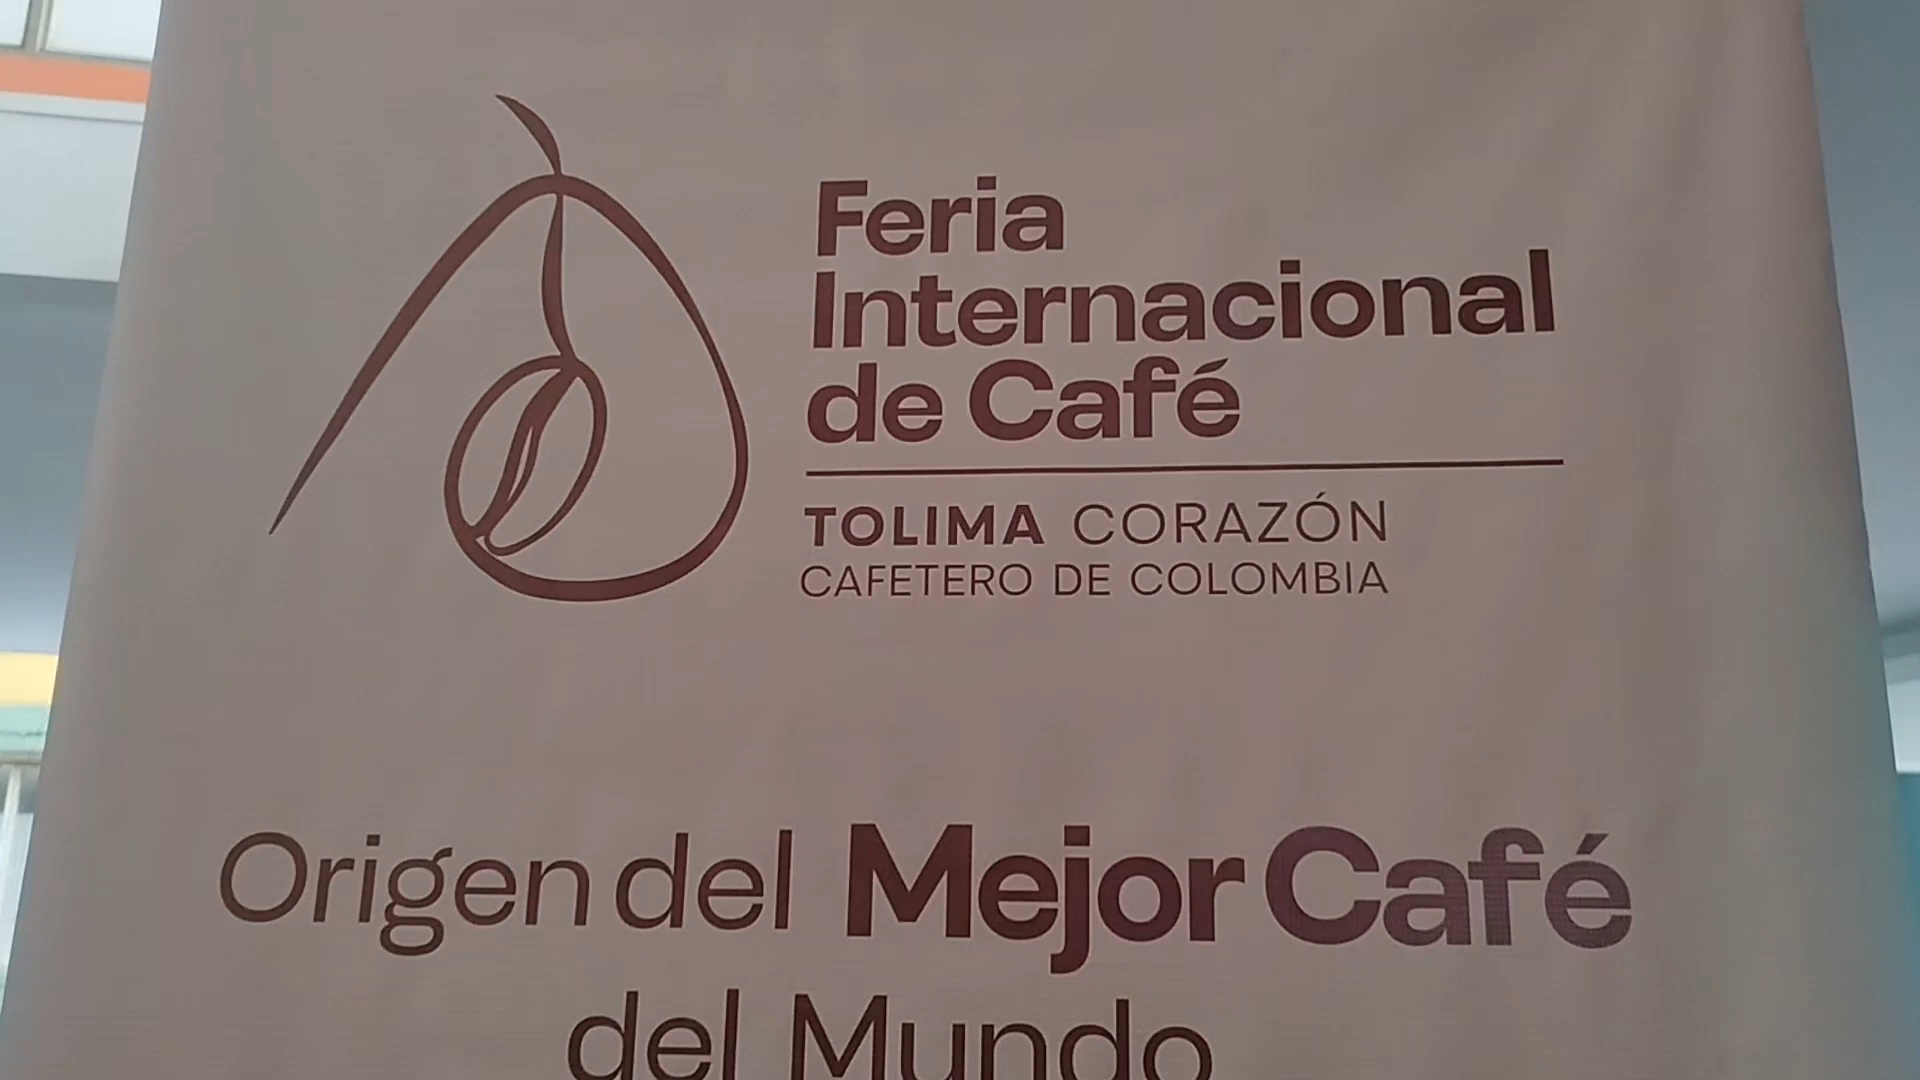 Feria
Internacional
de Café
TOLIMA CORAZÓN
CAFETERO DE COLOMBIA
Origen del Mejor Café
del Mundo